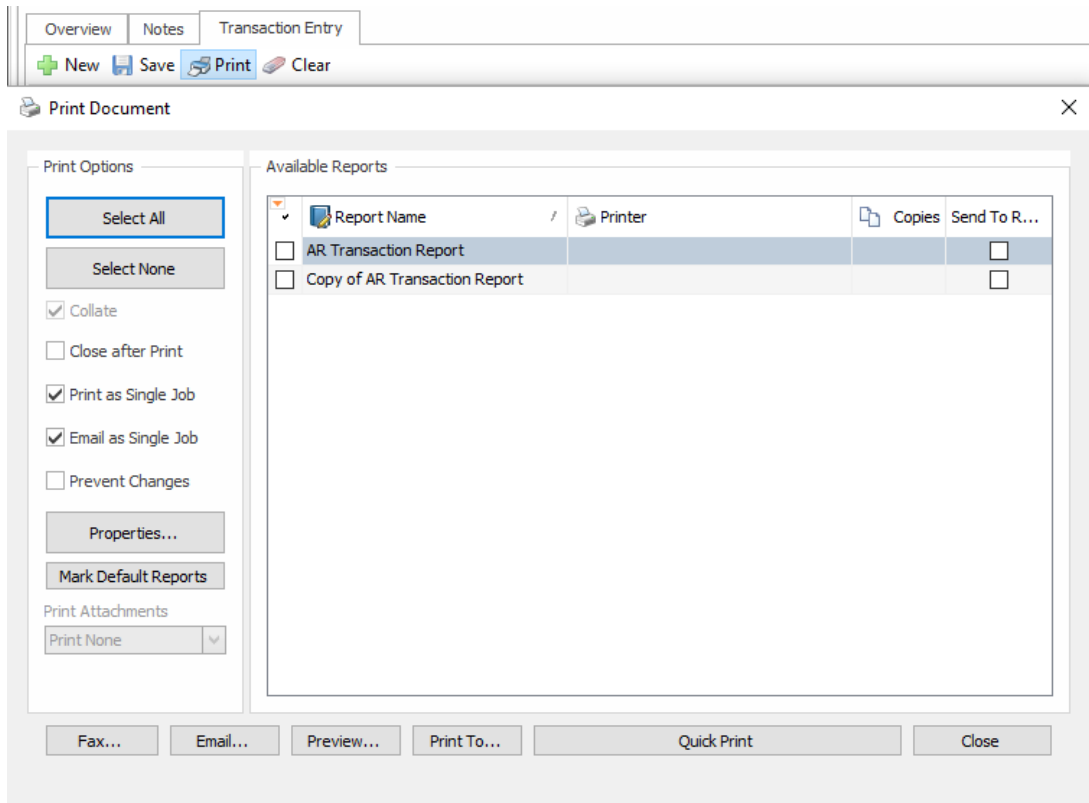 Overview Notes Transaction Entry
New Save Print Clear
Print Document
Print Options
Select All
Select None
Collate
Close after Print
Print as Single Job
Email as Single Job
Prevent Changes
Properties...
Mark Default Reports
Print Attachments
Print None
Available Reports
Report Name Printer Copies Send To R...
AR Transaction Report
Copy of AR Transaction Report
Fax... Email... Preview... Print To... Quick Print Close